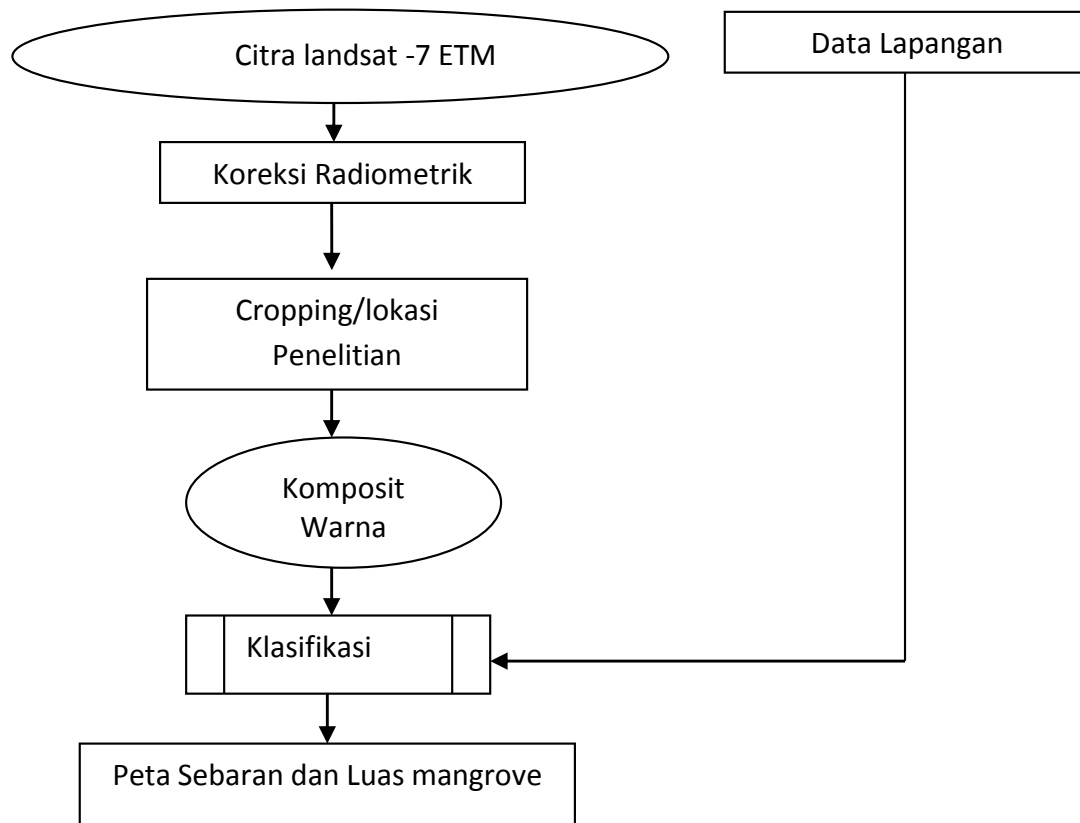 Citra landsat -7 ETM
Data Lapangan
Koreksi Radiometrik
Cropping/lokasi
Penelitian
Komposit
Warna
Klasifikasi
Peta Sebaran dan Luas mangrove